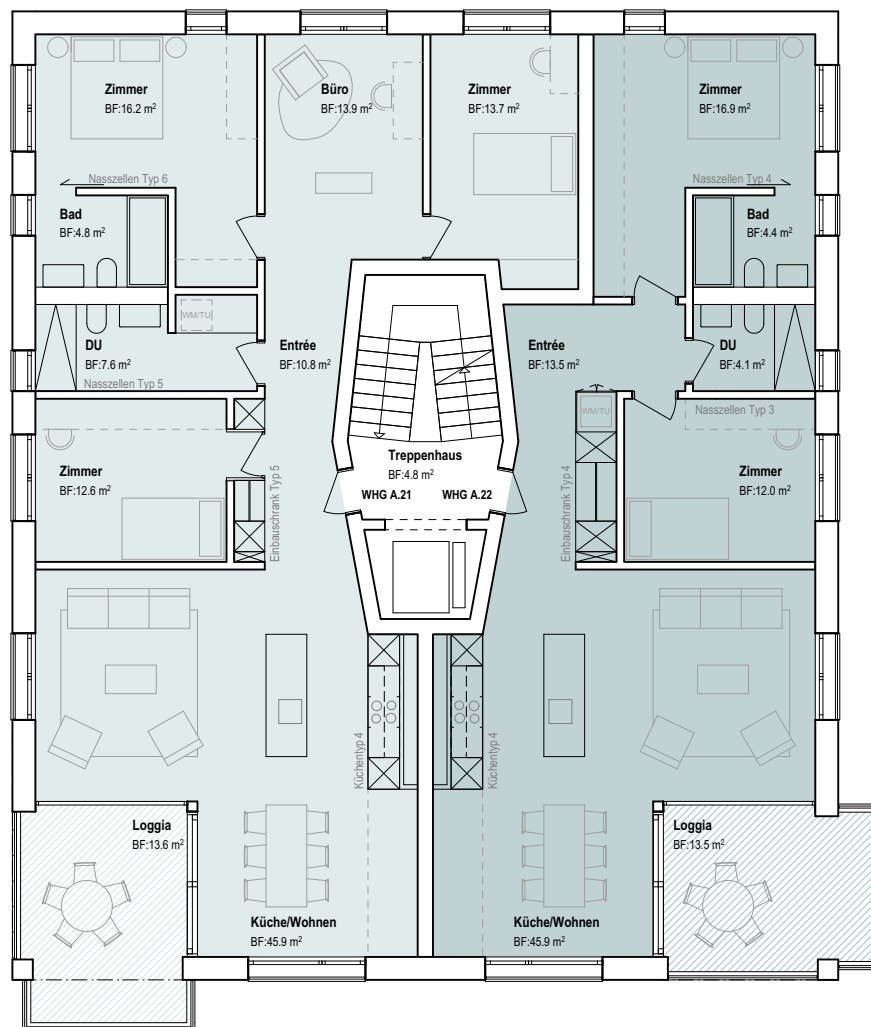 Zimmer
BF:16.2 m²
Büro
BF:13.9 m²
Zimmer
BF:13.7 m²
Zimmer
BF:16.9 m²
Nasszellen Typ 6
Nasszellen Typ 4
Bad
BF:4.8 m²
Bad
BF:4.4 m²
WM/TU
DU
BF:7.6 m²
Nasszellen Typ 5
Entrée
BF:10.8 m²
Entrée
BF:13.5 m²
DU
BF:4.1 m²
WM/TU
Nasszellen Typ 3
Zimmer
BF:12.6 m²
Einbauschrank Typ 5
Treppenhaus
BF:4.8 m²
WHG A.21
WHG A.22
Einbauschrank Typ 4
Zimmer
BF:12.0 m²
Küchentyp 4
Küchentyp 4
Loggia
BF:13.6 m²
Loggia
BF:13.5 m²
Küche/Wohnen
BF:45.9 m²
Küche/Wohnen
BF:45.9 m²